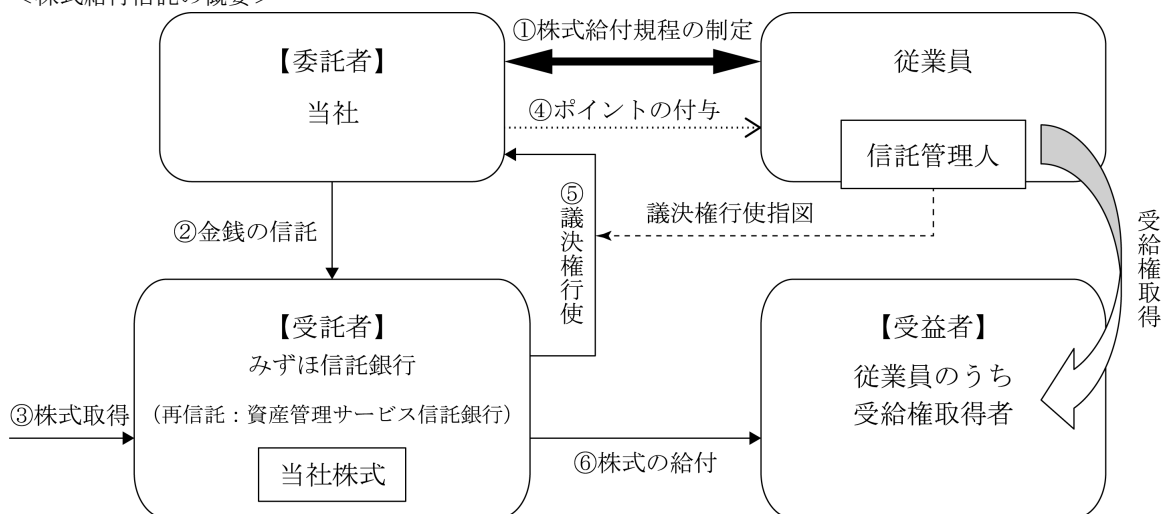 <株式給付信託の概要>
①株式給付規程の制定
【委託者】
当社
従業員
④ポイントの付与
信託管理人
②金銭の信託
⑤議決権行使
議決権行使指図
受給権取得
【受託者】
みずほ信託銀行
(再信託:資産管理サービス信託銀行)
当社株式
③株式取得
【受益者】
従業員のうち
受給権取得者
⑥株式の給付